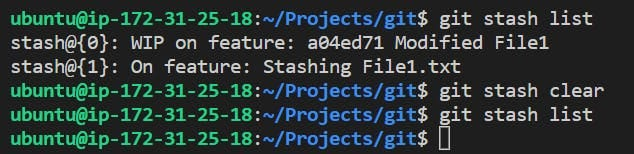 ubuntu@ip-172-31-25-18:~/Projects/git$ git stash list
stash@{0}: WIP on feature: a04ed71 Modified File1
stash@{1}: On feature: Stashing File1.txt
ubuntu@ip-172-31-25-18:~/Projects/git$ git stash clear
ubuntu@ip-172-31-25-18:~/Projects/git$ git stash list
ubuntu@ip-172-31-25-18:~/Projects/git$